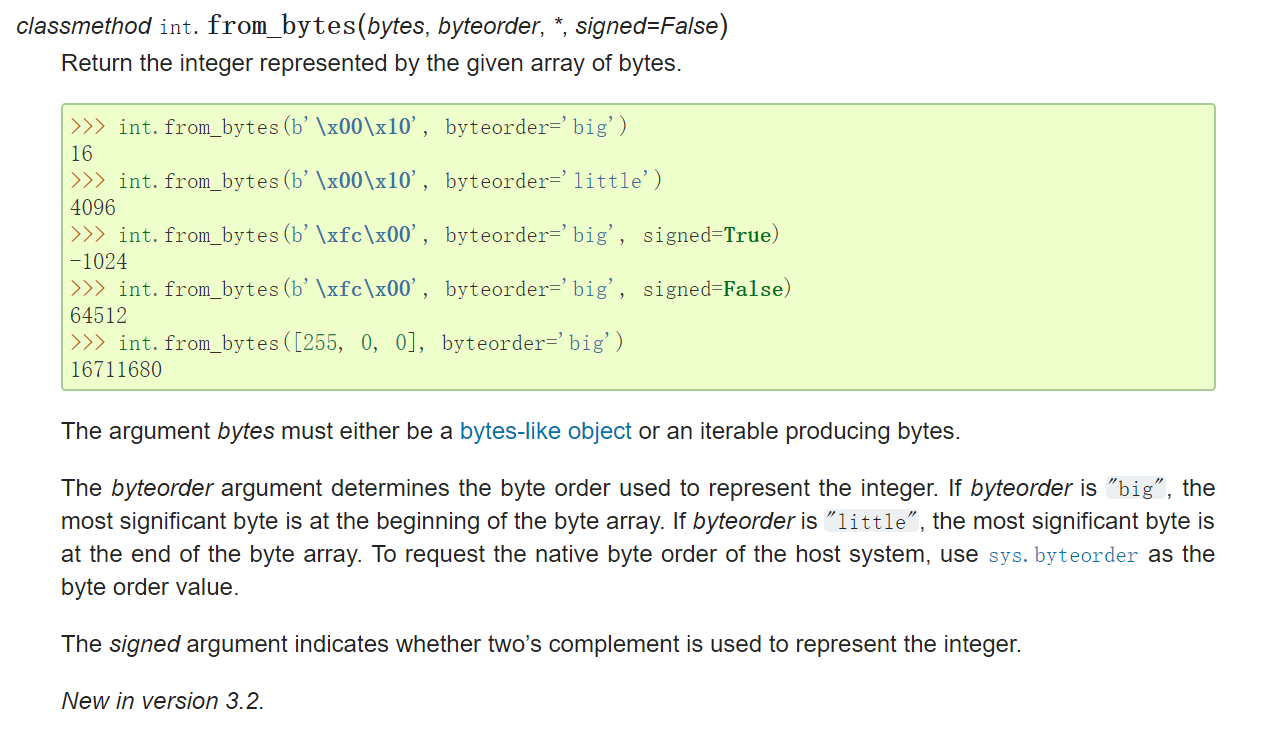 classmethod int.from_bytes(bytes, byteorder, *, signed=False)
Return the integer represented by the given array of bytes.
>>> int.from_bytes(b'\x00\x10', byteorder='big')
16
>>> int.from_bytes(b'\x00\x10', byteorder='little')
4096
>>> int.from_bytes(b'\xfc\x00', byteorder='big', signed=True)
-1024
>>> int.from_bytes(b'\xfc\x00', byteorder='big', signed=False)
64512
>>> int.from_bytes([255, 0, 0], byteorder='big')
16711680
The argument bytes must either be a bytes-like object or an iterable producing bytes.
The byteorder argument determines the byte order used to represent the integer. If byteorder is "big", the
most significant byte is at the beginning of the byte array. If byteorder is "little", the most significant byte is
at the end of the byte array. To request the native byte order of the host system, use sys.byteorder as the
byte order value.
The signed argument indicates whether two’s complement is used to represent the integer.
New in version 3.2.